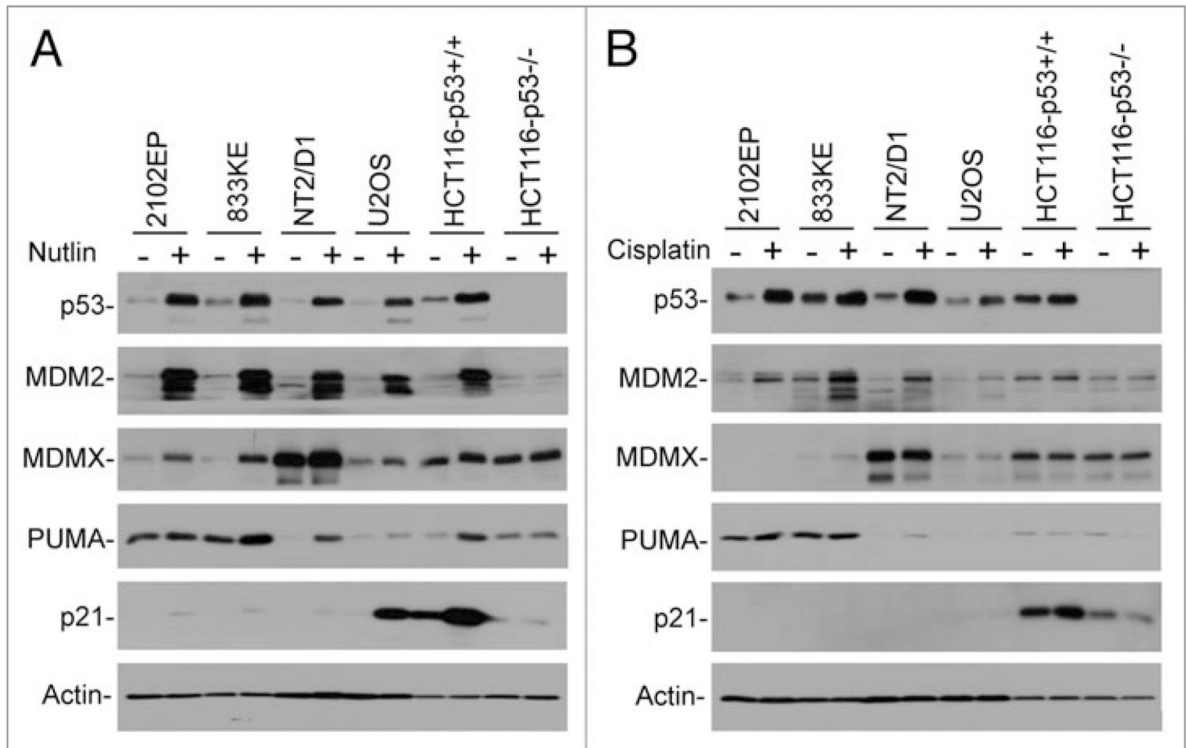 A
2102EP
833KE
NT2/D1
U2OS
HCT116-p53+/+
HCT116-p53-/-
Nutlin - + - + - + - + - + - +
p53-
MDM2-
MDMX-
PUMA-
p21-
Actin-
B
2102EP
833KE
NT2/D1
U2OS
HCT116-p53+/+
HCT116-p53-/-
Cisplatin - + - + - + - + - + - +
p53-
MDM2-
MDMX-
PUMA-
p21-
Actin-